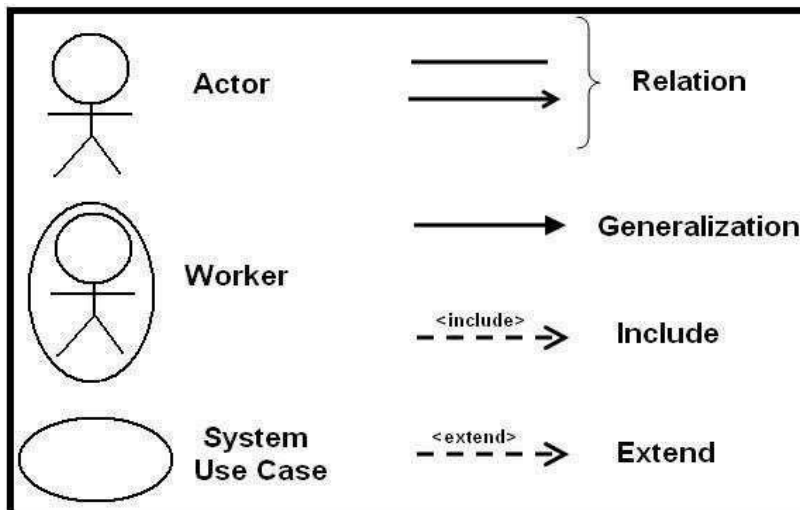 Actor
Relation
Worker
Generalization
<include>
Include
System
Use Case
<extend>
Extend